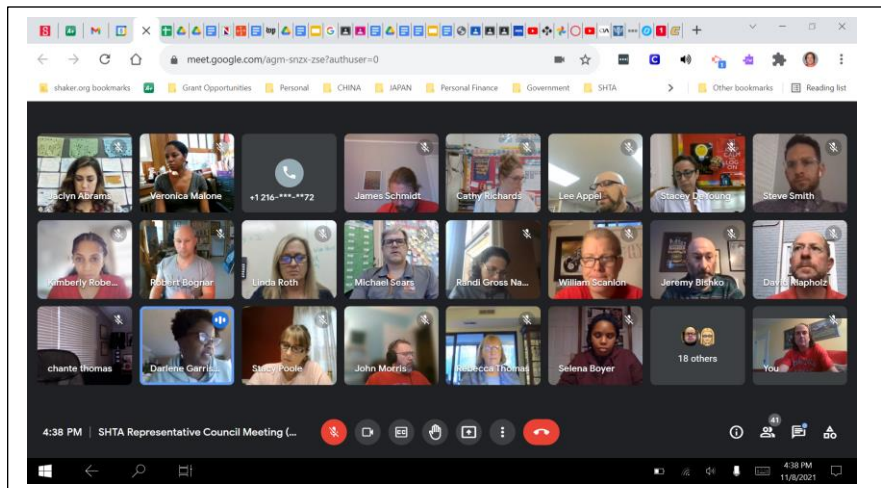 meet.google.com/agm-snzx-zse?authuser=0
shaker.org bookmarks Grant Opportunities Personal CHINA JAPAN Personal Finance Government SHTA Other bookmarks Reading list
Jaclyn Abrams Veronica Malone +1 216-***-**72 James Schmidt Cathy Richards Lee Appel Stacey DeYoung Steve Smith
Kimberly Robe... Robert Bognar Linda Roth Michael Sears Randi Gross Na... William Scanlon Jeremy Bishko David Klapholz
chante thomas Darlene Garris... Stacy Poole John Morris Rebecca Thomas Selena Boyer 18 others You
41
4:38 PM | SHTA Representative Council Meeting (...
4:38 PM
11/8/2021